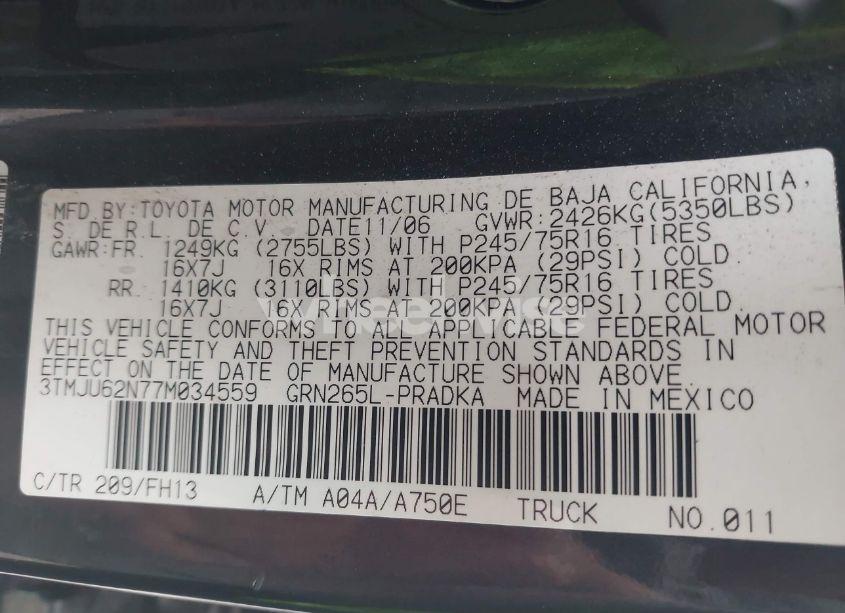 MFD.BY:TOYOTA MOTOR MANUFACTURING DE BAJA CALIFORNIA,
S. DE R.L. DE C.V. DATE11/06 GVWR:2426KG(5350LBS)
GAWR:FR. 1249KG (2755LBS) WITH P245/75R16 TIRES
16X7J 16X RIMS AT 200KPA (29PSI) COLD.
RR. 1410KG (3110LBS) WITH P245/75R16 TIRES
16X7J 16X RIMS AT 200KPA (29PSI) COLD.
THIS VEHICLE CONFORMS TO ALL APPLICABLE FEDERAL MOTOR
VEHICLE SAFETY AND THEFT PREVENTION STANDARDS IN
EFFECT ON THE DATE OF MANUFACTURE SHOWN ABOVE.
3TMJU62N77M034559 GRN265L-PRADKA MADE IN MEXICO
C/TR 209/FH13 A/TM A04A/A750E TRUCK NO.011